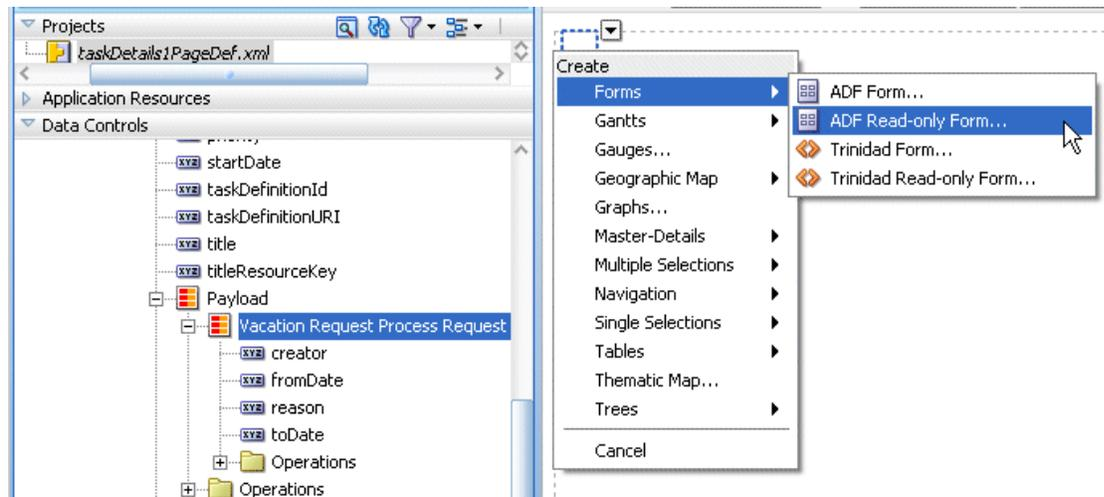 Projects
taskDetails1PageDef.xml
Application Resources
Data Controls
priority
startDate
taskDefinitionId
taskDefinitionURI
title
titleResourceKey
Payload
Vacation Request Process Request
creator
fromDate
reason
toDate
Operations
Operations
Create
Forms
Gantts
Gauges...
Geographic Map
Graphs...
Master-Details
Multiple Selections
Navigation
Single Selections
Tables
Thematic Map...
Trees
Cancel
ADF Form...
ADF Read-only Form...
Trinidad Form...
Trinidad Read-only Form...